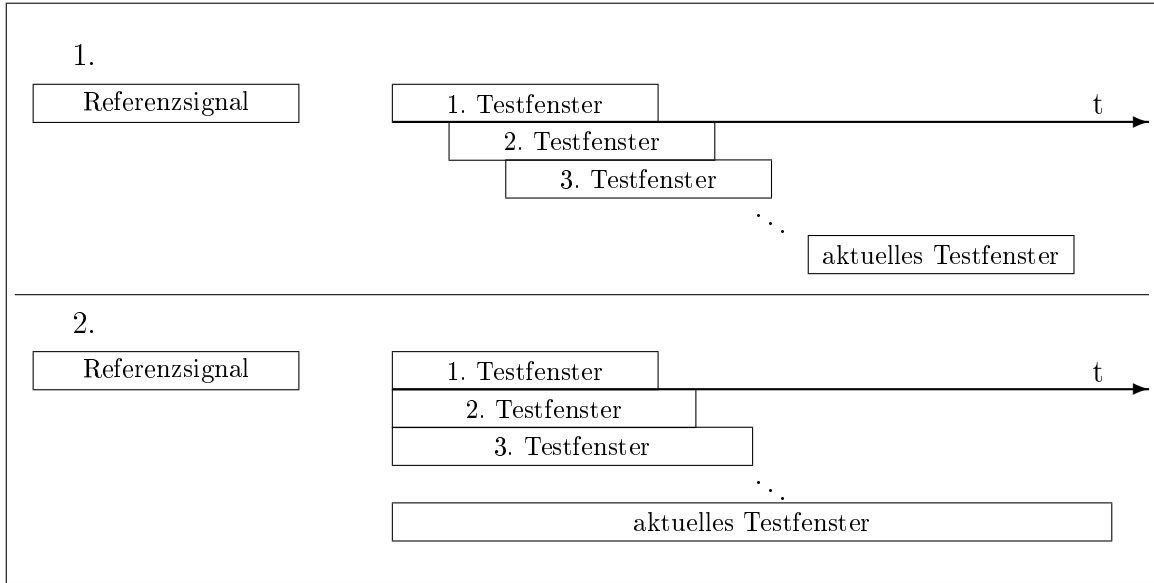 1.
Referenzsignal
1. Testfenster
t
2. Testfenster
3. Testfenster
aktuelles Testfenster
2.
Referenzsignal
1. Testfenster
t
2. Testfenster
3. Testfenster
aktuelles Testfenster